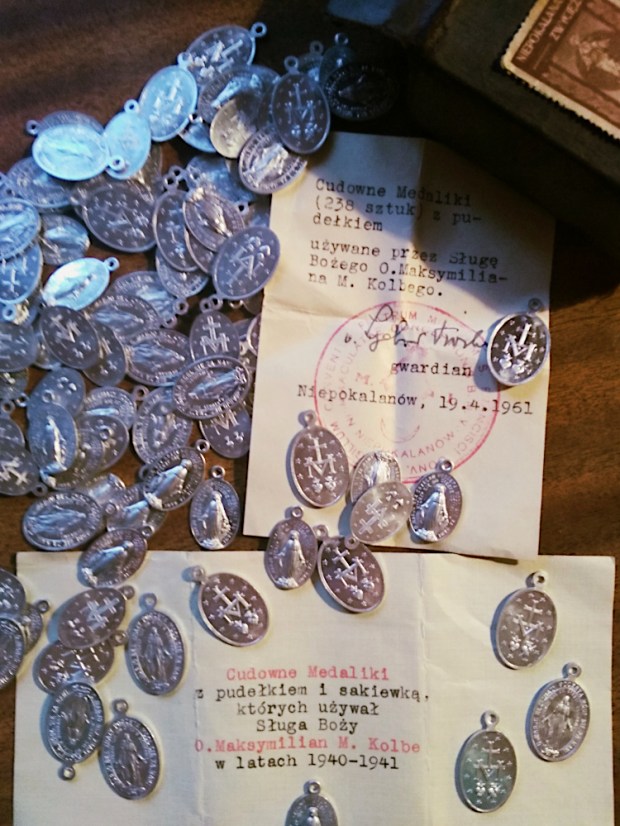 NIEPOKALAN
Cudowne Medaliki
(238 sztuk) z pu-
dełkiem
używane przez Sługę
Bożego O.Maksymilia-
na M. Kolbego.
gwardian
Niepokalanów, 19.4.1961
Cudowne Medaliki
z pudełkiem i sakiewką,
których używał
Sługa Boży
O.Maksymilian M. Kolbe
w latach 1940-1941